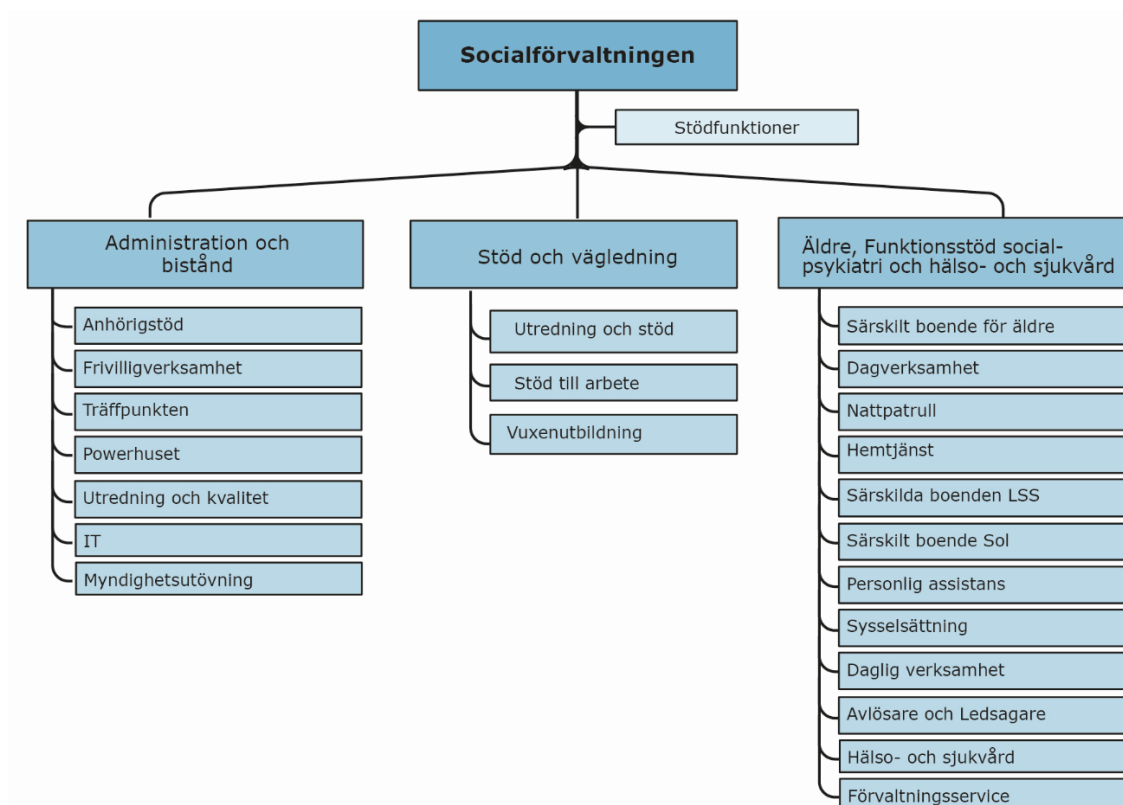 Socialförvaltningen
Stödfunktioner
Administration och
bistånd
Anhörigstöd
Frivilligverksamhet
Träffpunkten
Powerhuset
Utredning och kvalitet
IT
Myndighetsutövning
Stöd och vägledning
Utredning och stöd
Stöd till arbete
Vuxenutbildning
Äldre, Funktionsstöd social-
psykiatri och hälso- och sjukvård
Särskilt boende för äldre
Dagverksamhet
Nattpatrull
Hemtjänst
Särskilda boenden LSS
Särskilt boende Sol
Personlig assistans
Sysselsättning
Daglig verksamhet
Avlösare och Ledsagare
Hälso- och sjukvård
Förvaltningsservice